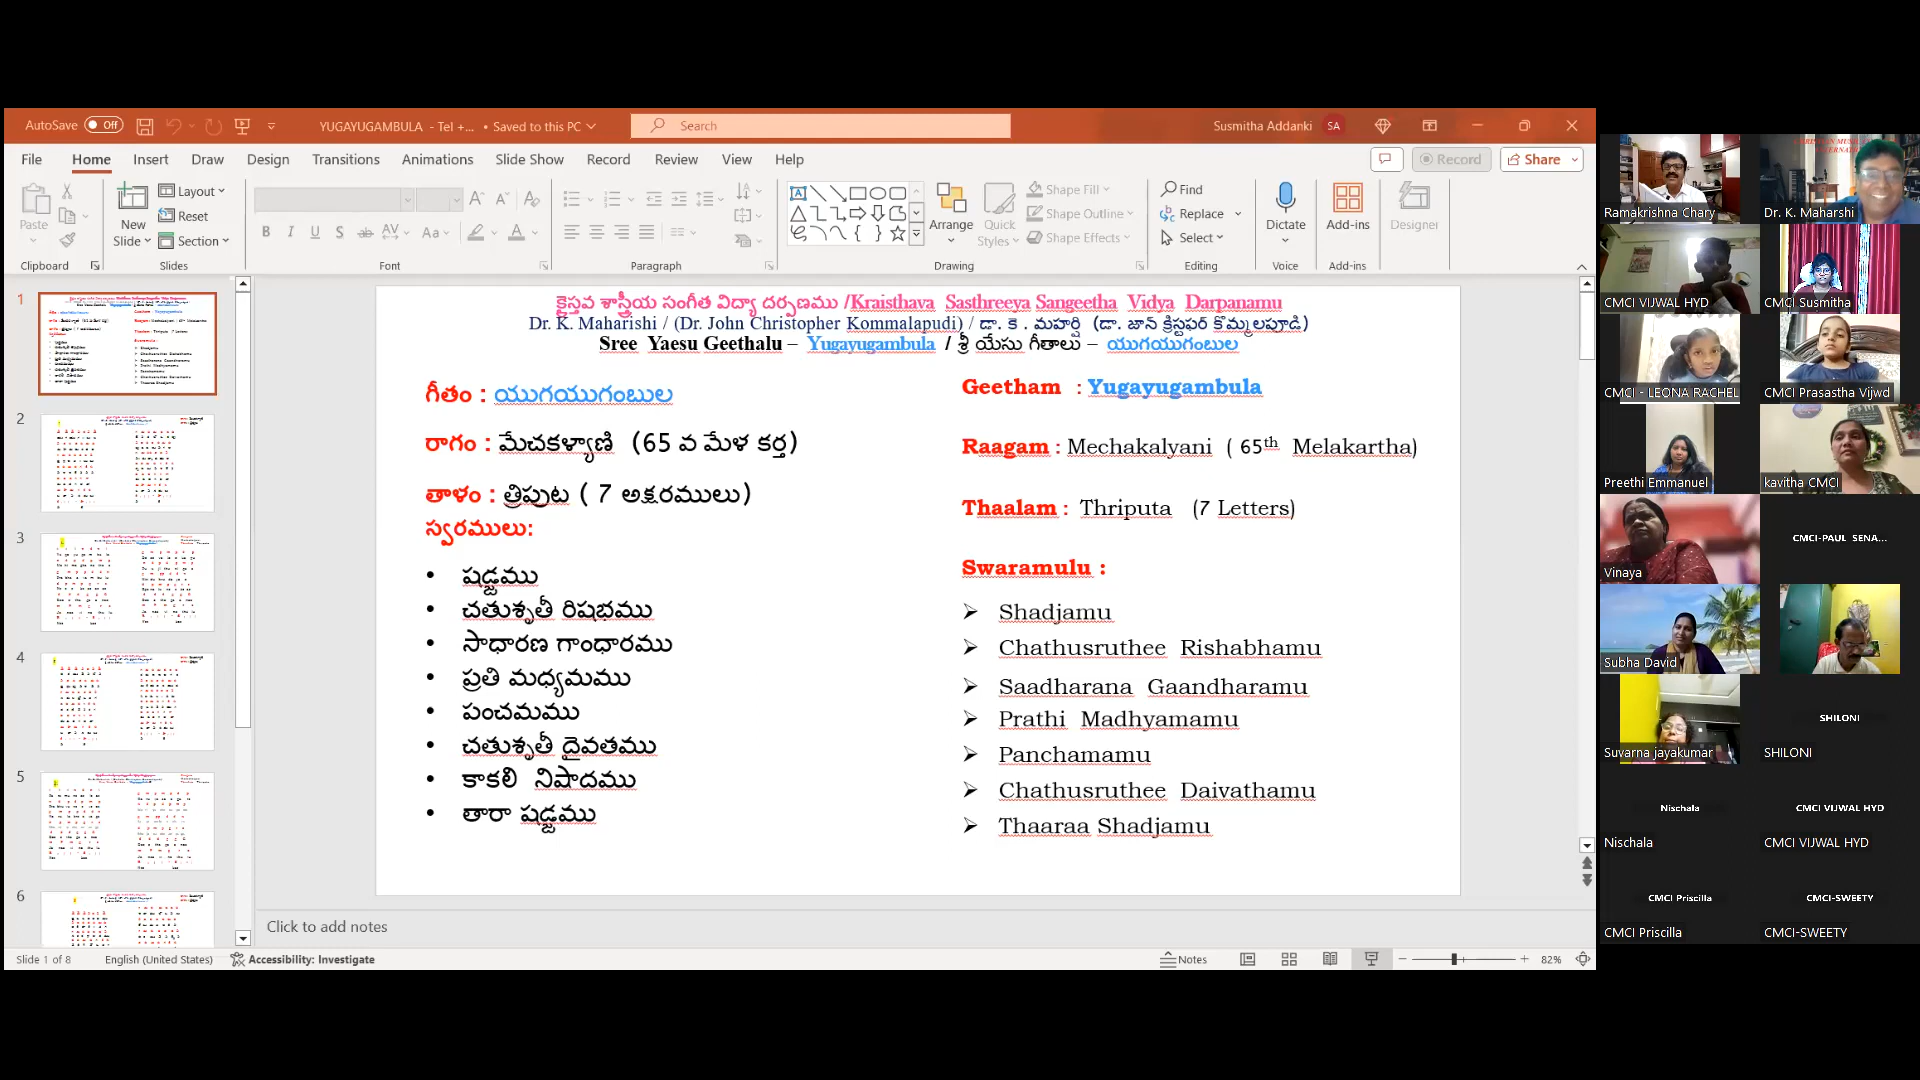 AutoSave Off YUGAYUGAMBULA - Tel +... • Saved to this PC Search Susmitha Addanki SA
File Home Insert Draw Design Transitions Animations Slide Show Record Review View Help Record Share
Paste New Slide Layout Reset Section Arrange Quick Styles Shape Fill Shape Outline Shape Effects Find Replace Select Dictate Add-ins Designer
Clipboard Slides Font Paragraph Drawing Editing Voice Add-ins
1
2
3
4
5
6
క్రైస్తవ శాస్త్రీయ సంగీత విద్యా దర్పణము /Kraisthava Sasthreeya Sangeetha Vidya Darpanamu
Dr. K. Maharishi / (Dr. John Christopher Kommalapudi) / డా. కె . మహర్షి (డా. జాన్ క్రిస్టఫర్ కొమ్మలపూడి)
Sree Yaesu Geethalu – Yugayugambula / శ్రీ యేసు గీతాలు – యుగయుగంబుల
గీతం : యుగయుగంబుల
రాగం : మేచకళ్యాణి (65 వ మేళ కర్త)
తాళం : త్రిపుట ( 7 అక్షరములు)
స్వరములు:
• షడ్జము
• చతుశృతీ రిషభము
• సాధారణ గాంధారము
• ప్రతి మధ్యమము
• పంచమము
• చతుశృతీ దైవతము
• కాకలి నిషాదము
• తారా షడ్జము
Geetham : Yugayugambula
Raagam : Mechakalyani ( 65th Melakartha)
Thaalam : Thriputa (7 Letters)
Swaramulu :
➢ Shadjamu
➢ Chathusruthee Rishabhamu
➢ Saadharana Gaandharamu
➢ Prathi Madhyamamu
➢ Panchamamu
➢ Chathusruthee Daivathamu
➢ Thaaraa Shadjamu
Click to add notes
Slide 1 of 8 English (United States) Accessibility: Investigate Notes 82%
Ramakrishna Chary
Dr. K. Maharshi
CMCI VIJWAL HYD
CMCI Susmitha
CMCI - LEONA RACHEL
CMCI Prasastha Vijwd
Preethi Emmanuel
kavitha CMCI
Vinaya
CMCI-PAUL SENA...
Subha David
Suvarna jayakumar
SHILONI
SHILONI
Nischala
CMCI VIJWAL HYD
Nischala
CMCI VIJWAL HYD
CMCI Priscilla
CMCI-SWEETY
CMCI Priscilla
CMCI-SWEETY